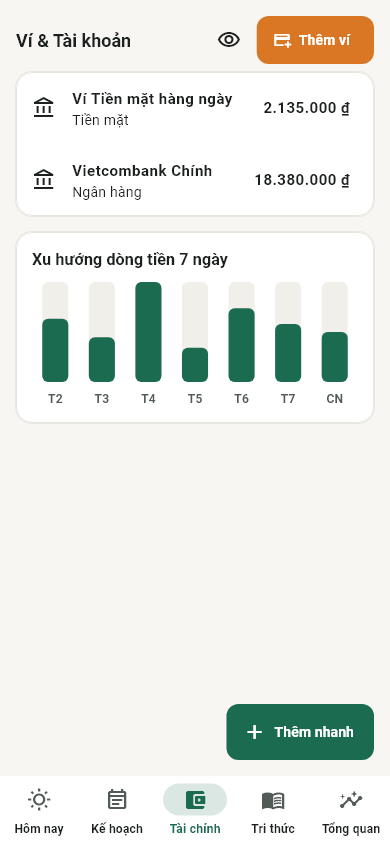 Ví & Tài khoản
Thêm ví
Ví Tiền mặt hàng ngày
Tiền mặt
2.135.000 ₫
Vietcombank Chính
Ngân hàng
18.380.000 ₫
Xu hướng dòng tiền 7 ngày
T2 T3 T4 T5 T6 T7 CN
Thêm nhanh
Hôm nay Kế hoạch Tài chính Tri thức Tổng quan